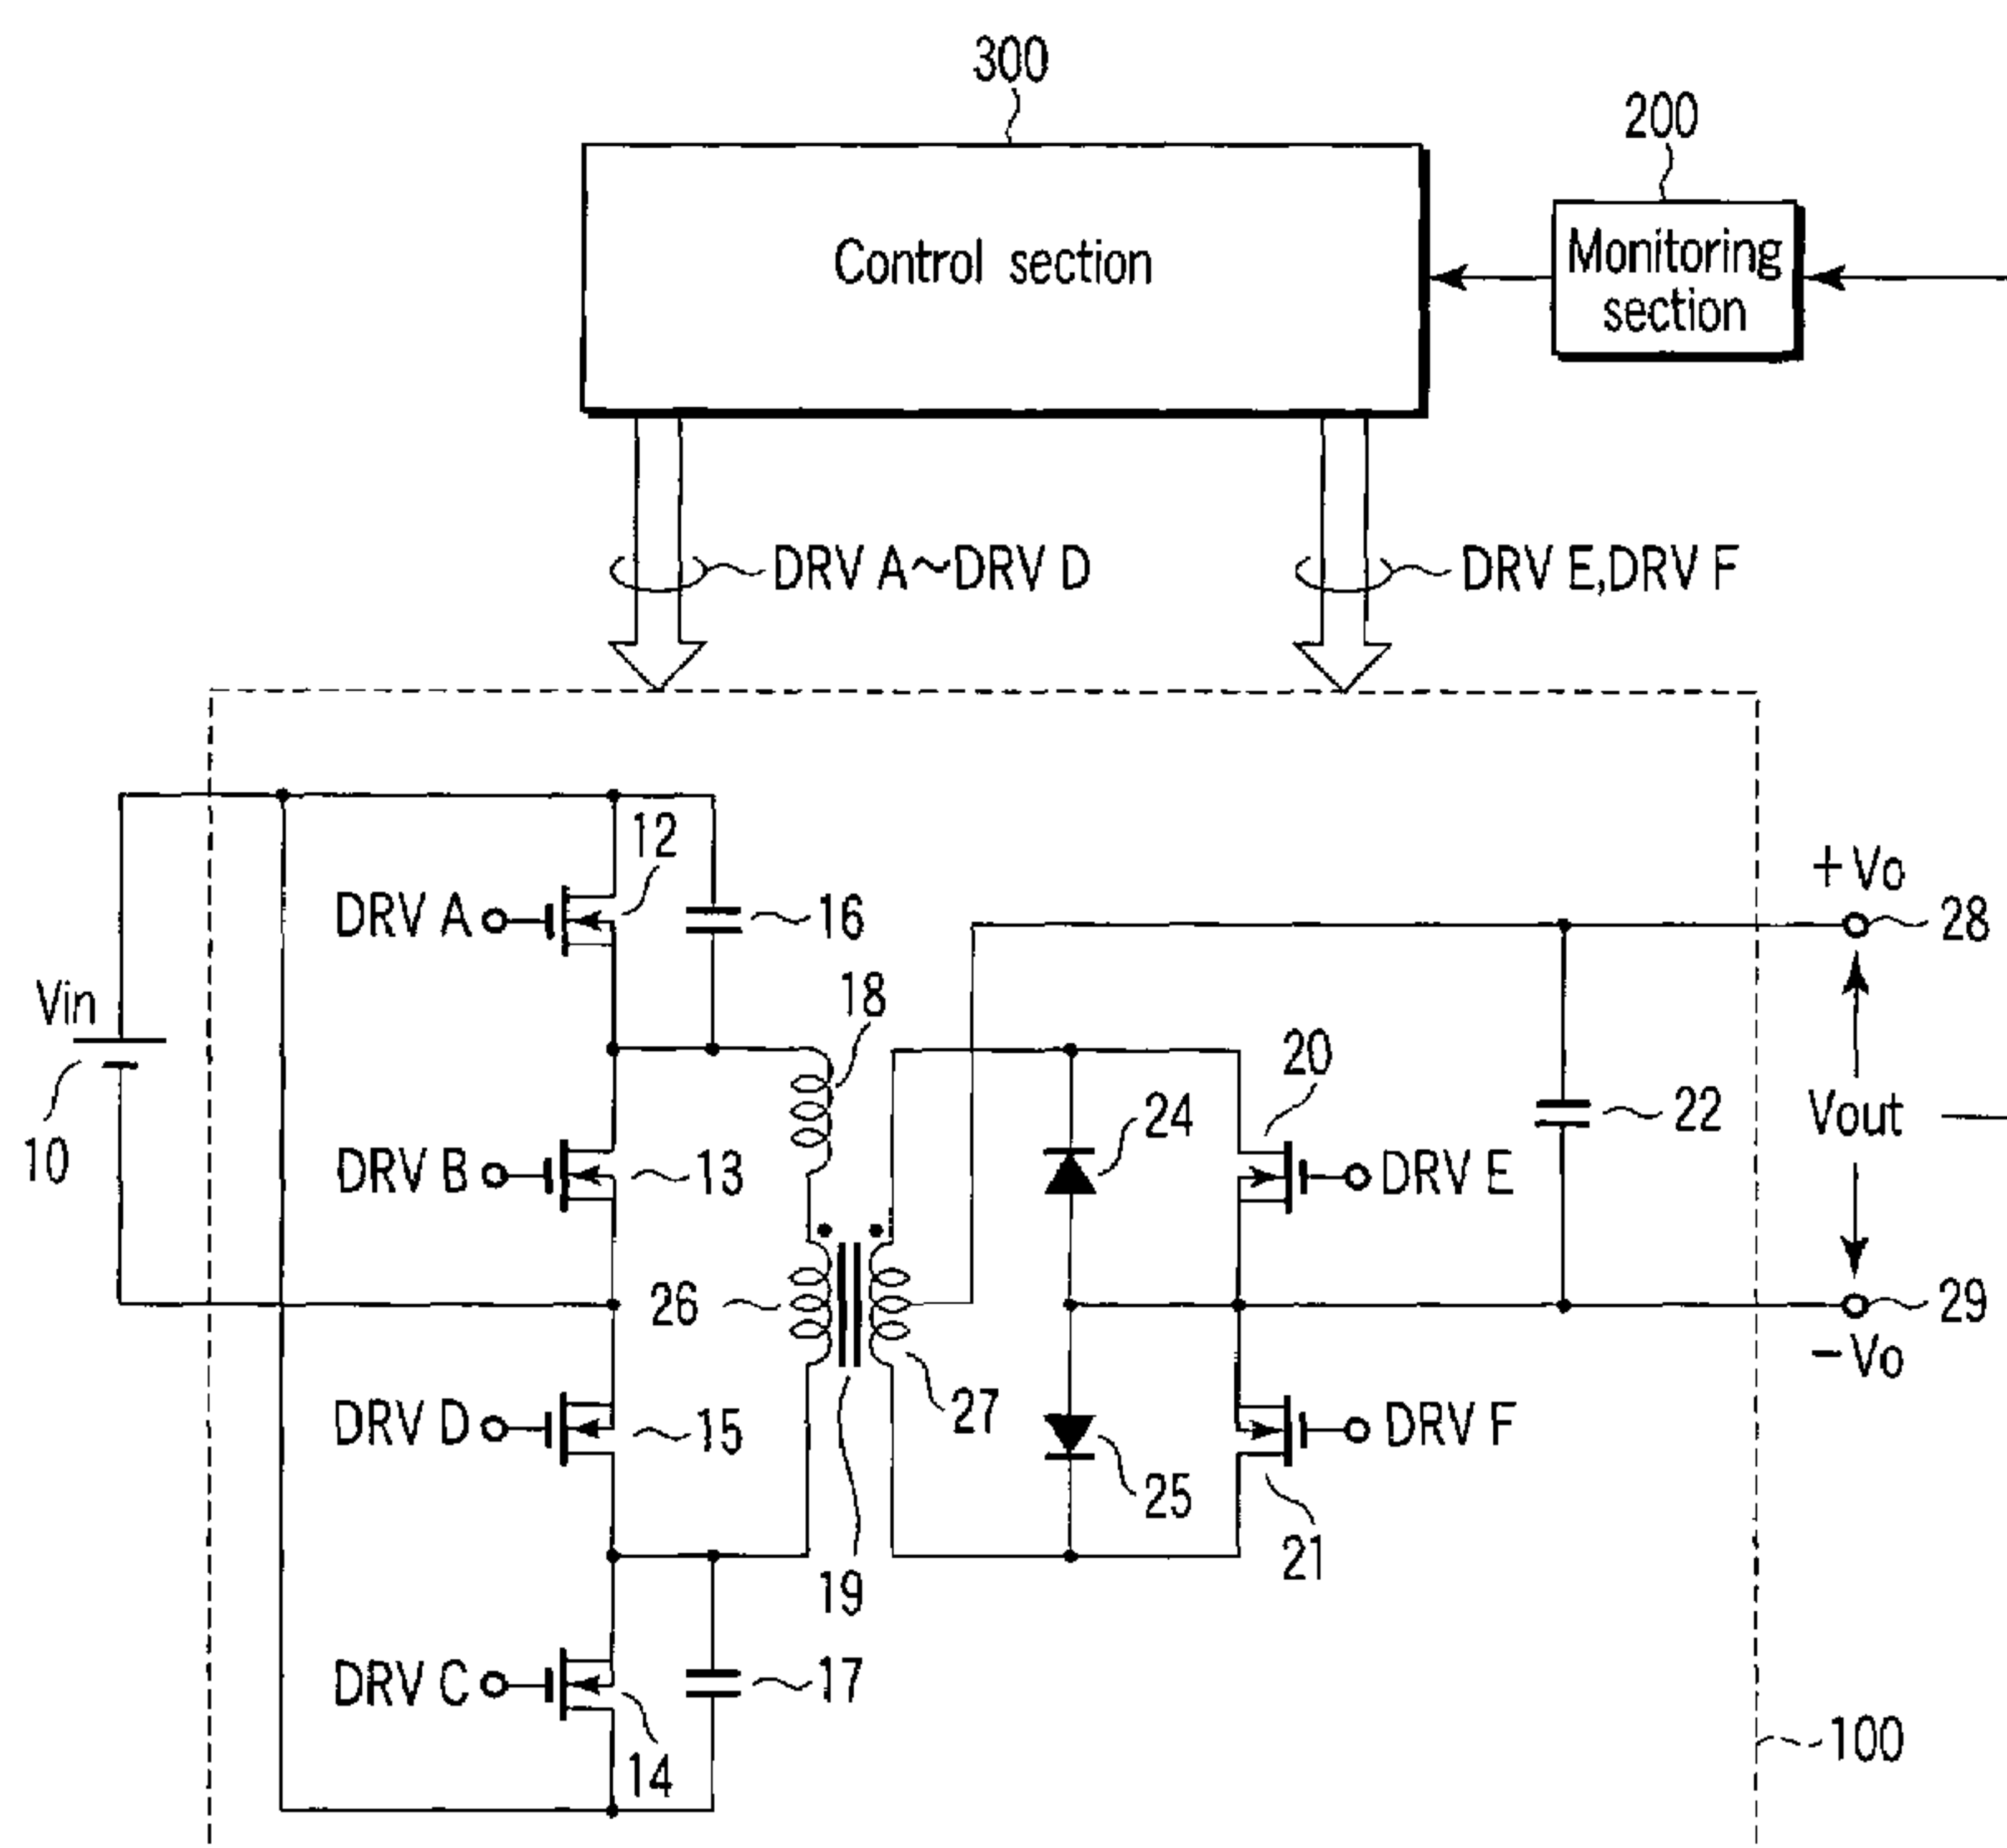 300
200
Control section
Monitoring
section
DRV A~DRV D
DRV E,DRV F
12
+Vo
DRV A
16
28
Vin
18
20
24
22
Vout
10
DRV B
13
DRV E
26
29
-Vo
27
DRV D
15
DRV F
25
19
21
DRV C
17
14
100